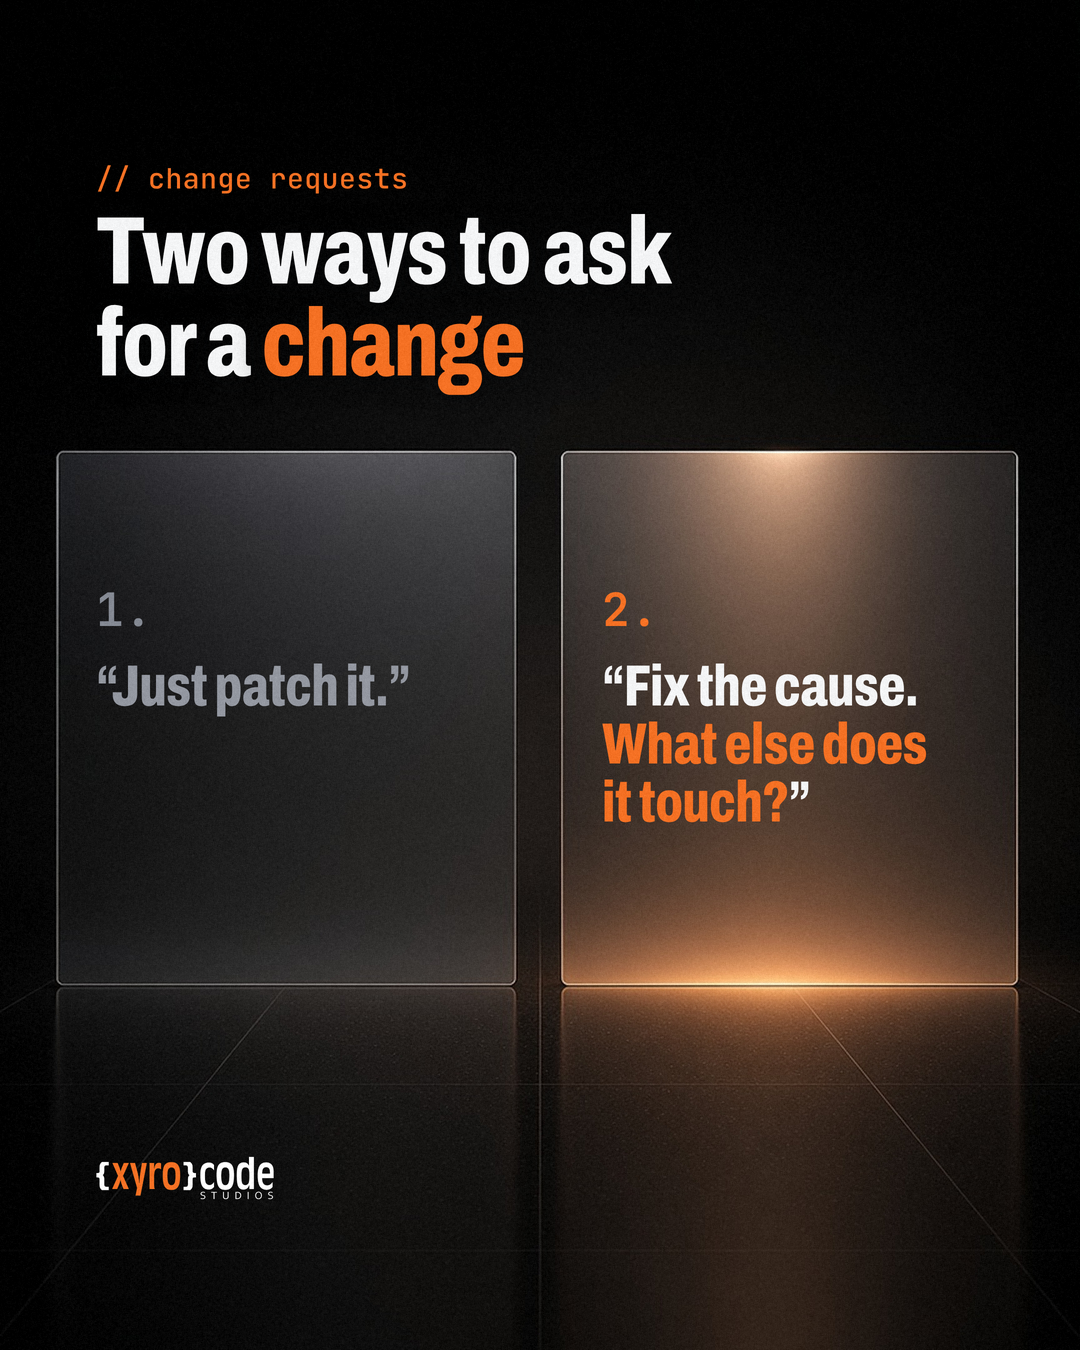 // change requests
Two ways to ask
for a change
1.
“Just patch it.”
2.
“Fix the cause.
What else does
it touch?”
{xyro}code
STUDIOS